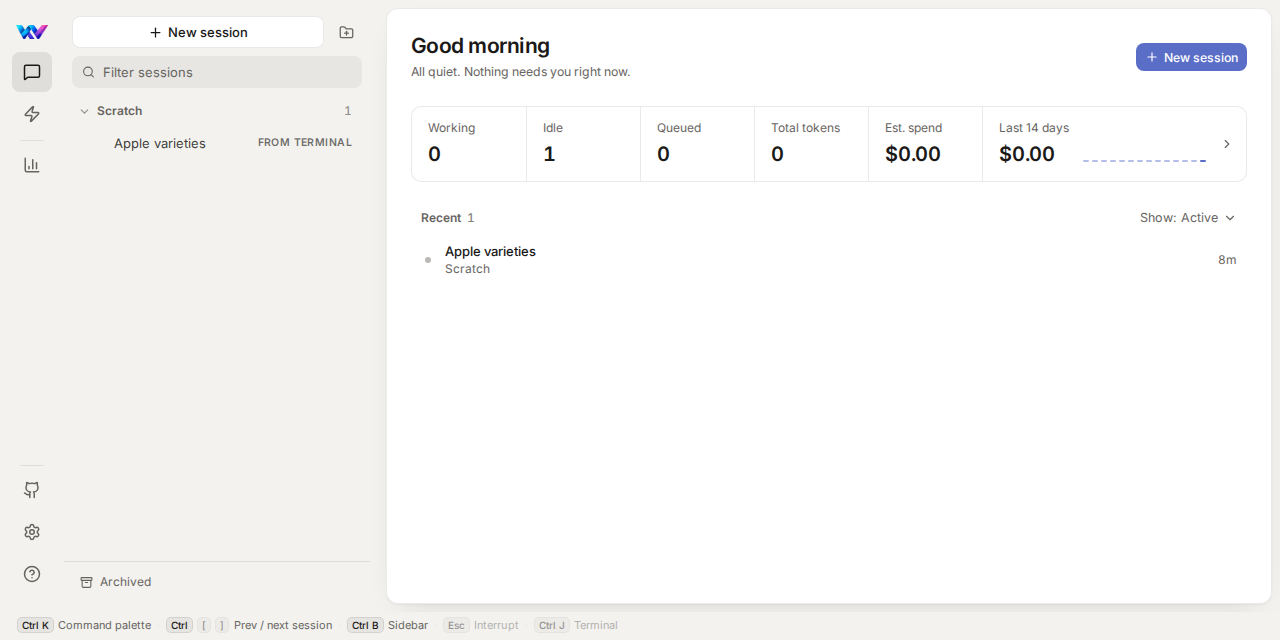 New session
Filter sessions
Scratch 1
Apple varieties FROM TERMINAL
Archived
Good morning
All quiet. Nothing needs you right now.
New session
Working
0
Idle
1
Queued
0
Total tokens
0
Est. spend
$0.00
Last 14 days
$0.00
Recent 1
Show: Active
Apple varieties
Scratch
8m
Ctrl K Command palette Ctrl [ ] Prev / next session Ctrl B Sidebar Esc Interrupt Ctrl J Terminal